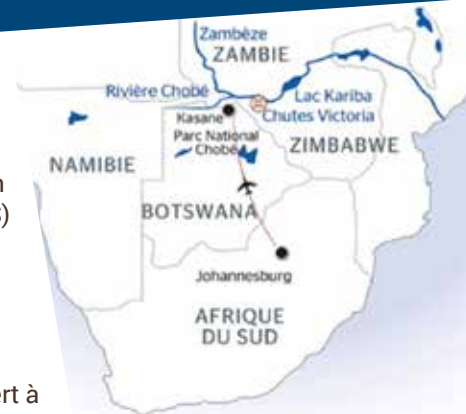 Zambèze
ZAMBIE
Rivière Chobé
Lac Kariba
Kasane
Chutes Victoria
Parc National
Chobé
ZIMBABWE
NAMIBIE
BOTSWANA
Johannesburg
AFRIQUE
DU SUD
n
)
rt à